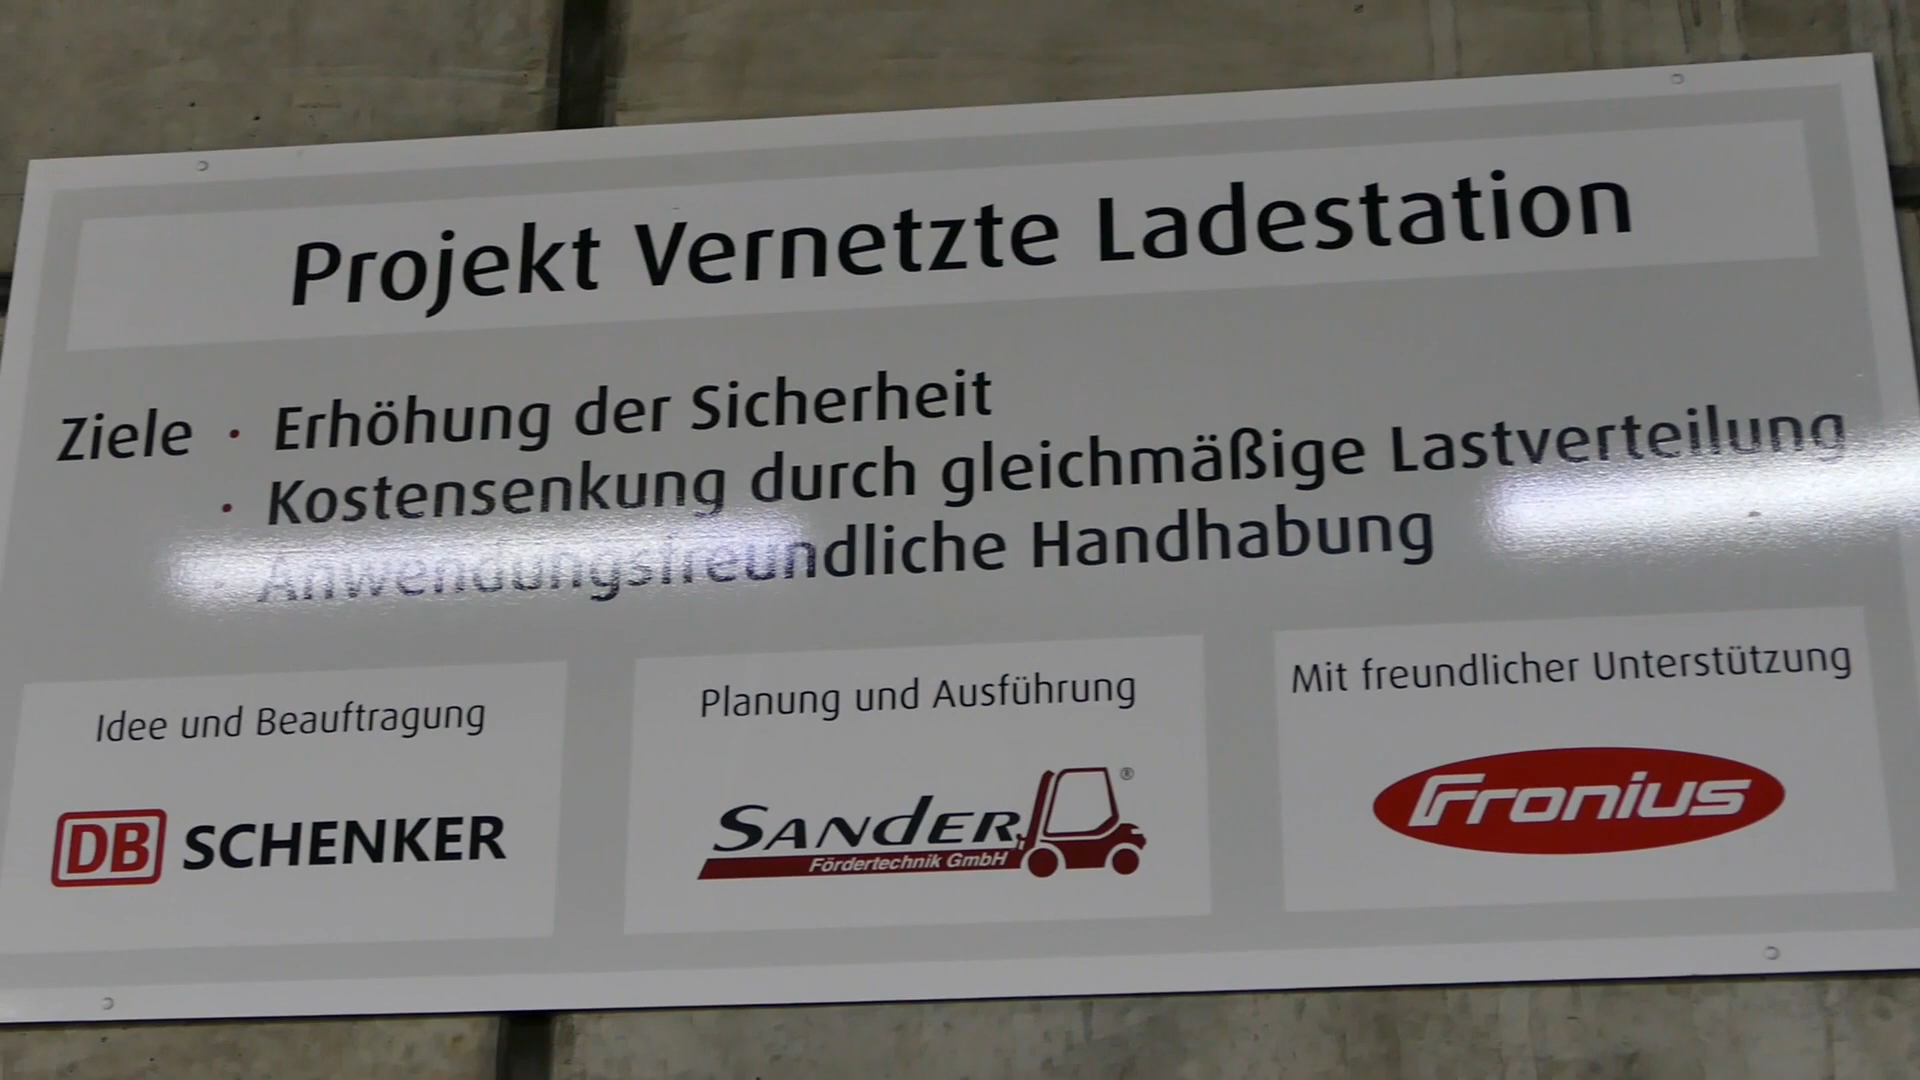 Projekt Vernetzte Ladestation
Ziele · Erhöhung der Sicherheit
· Kostensenkung durch gleichmäßige Lastverteilung
Anwendungsfreundliche Handhabung
Idee und Beauftragung
DB SCHENKER
Planung und Ausführung
SANDER ®
Fördertechnik GmbH
Mit freundlicher Unterstützung
Fronius